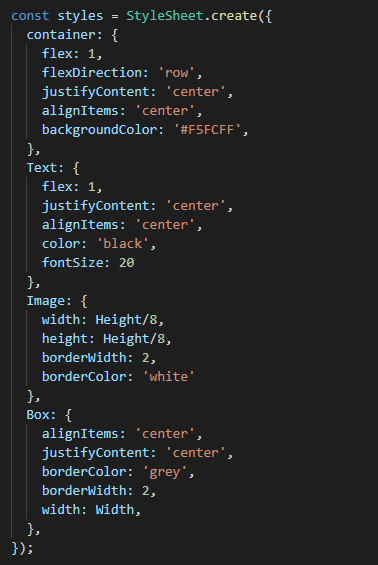 const styles = StyleSheet.create({
  container: {
    flex: 1,
    flexDirection: 'row',
    justifyContent: 'center',
    alignItems: 'center',
    backgroundColor: '#F5FCFF',
  },
  Text: {
    flex: 1,
    justifyContent: 'center',
    alignItems: 'center',
    color: 'black',
    fontSize: 20
  },
  Image: {
    width: Height/8,
    height: Height/8,
    borderWidth: 2,
    borderColor: 'white'
  },
  Box: {
    alignItems: 'center',
    justifyContent: 'center',
    borderColor: 'grey',
    borderWidth: 2,
    width: Width,
  },
});